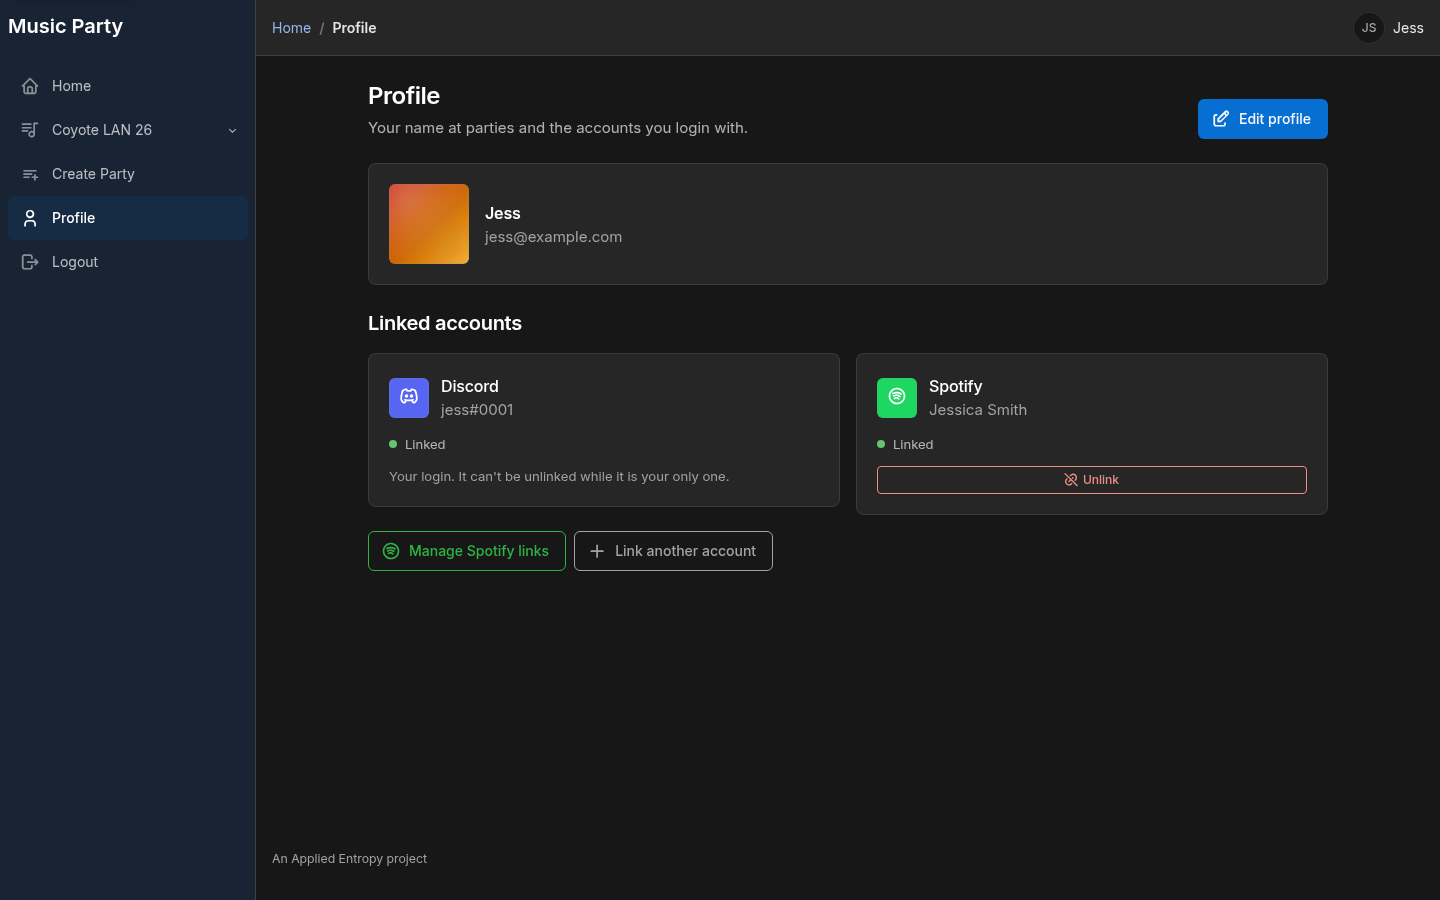 Music Party
Home
Coyote LAN 26
Create Party
Profile
Logout
Home / Profile
JS Jess
Profile
Your name at parties and the accounts you login with.
Edit profile
Jess
jess@example.com
Linked accounts
Discord
jess#0001
Linked
Your login. It can't be unlinked while it is your only one.
Spotify
Jessica Smith
Linked
Unlink
Manage Spotify links
Link another account
An Applied Entropy project